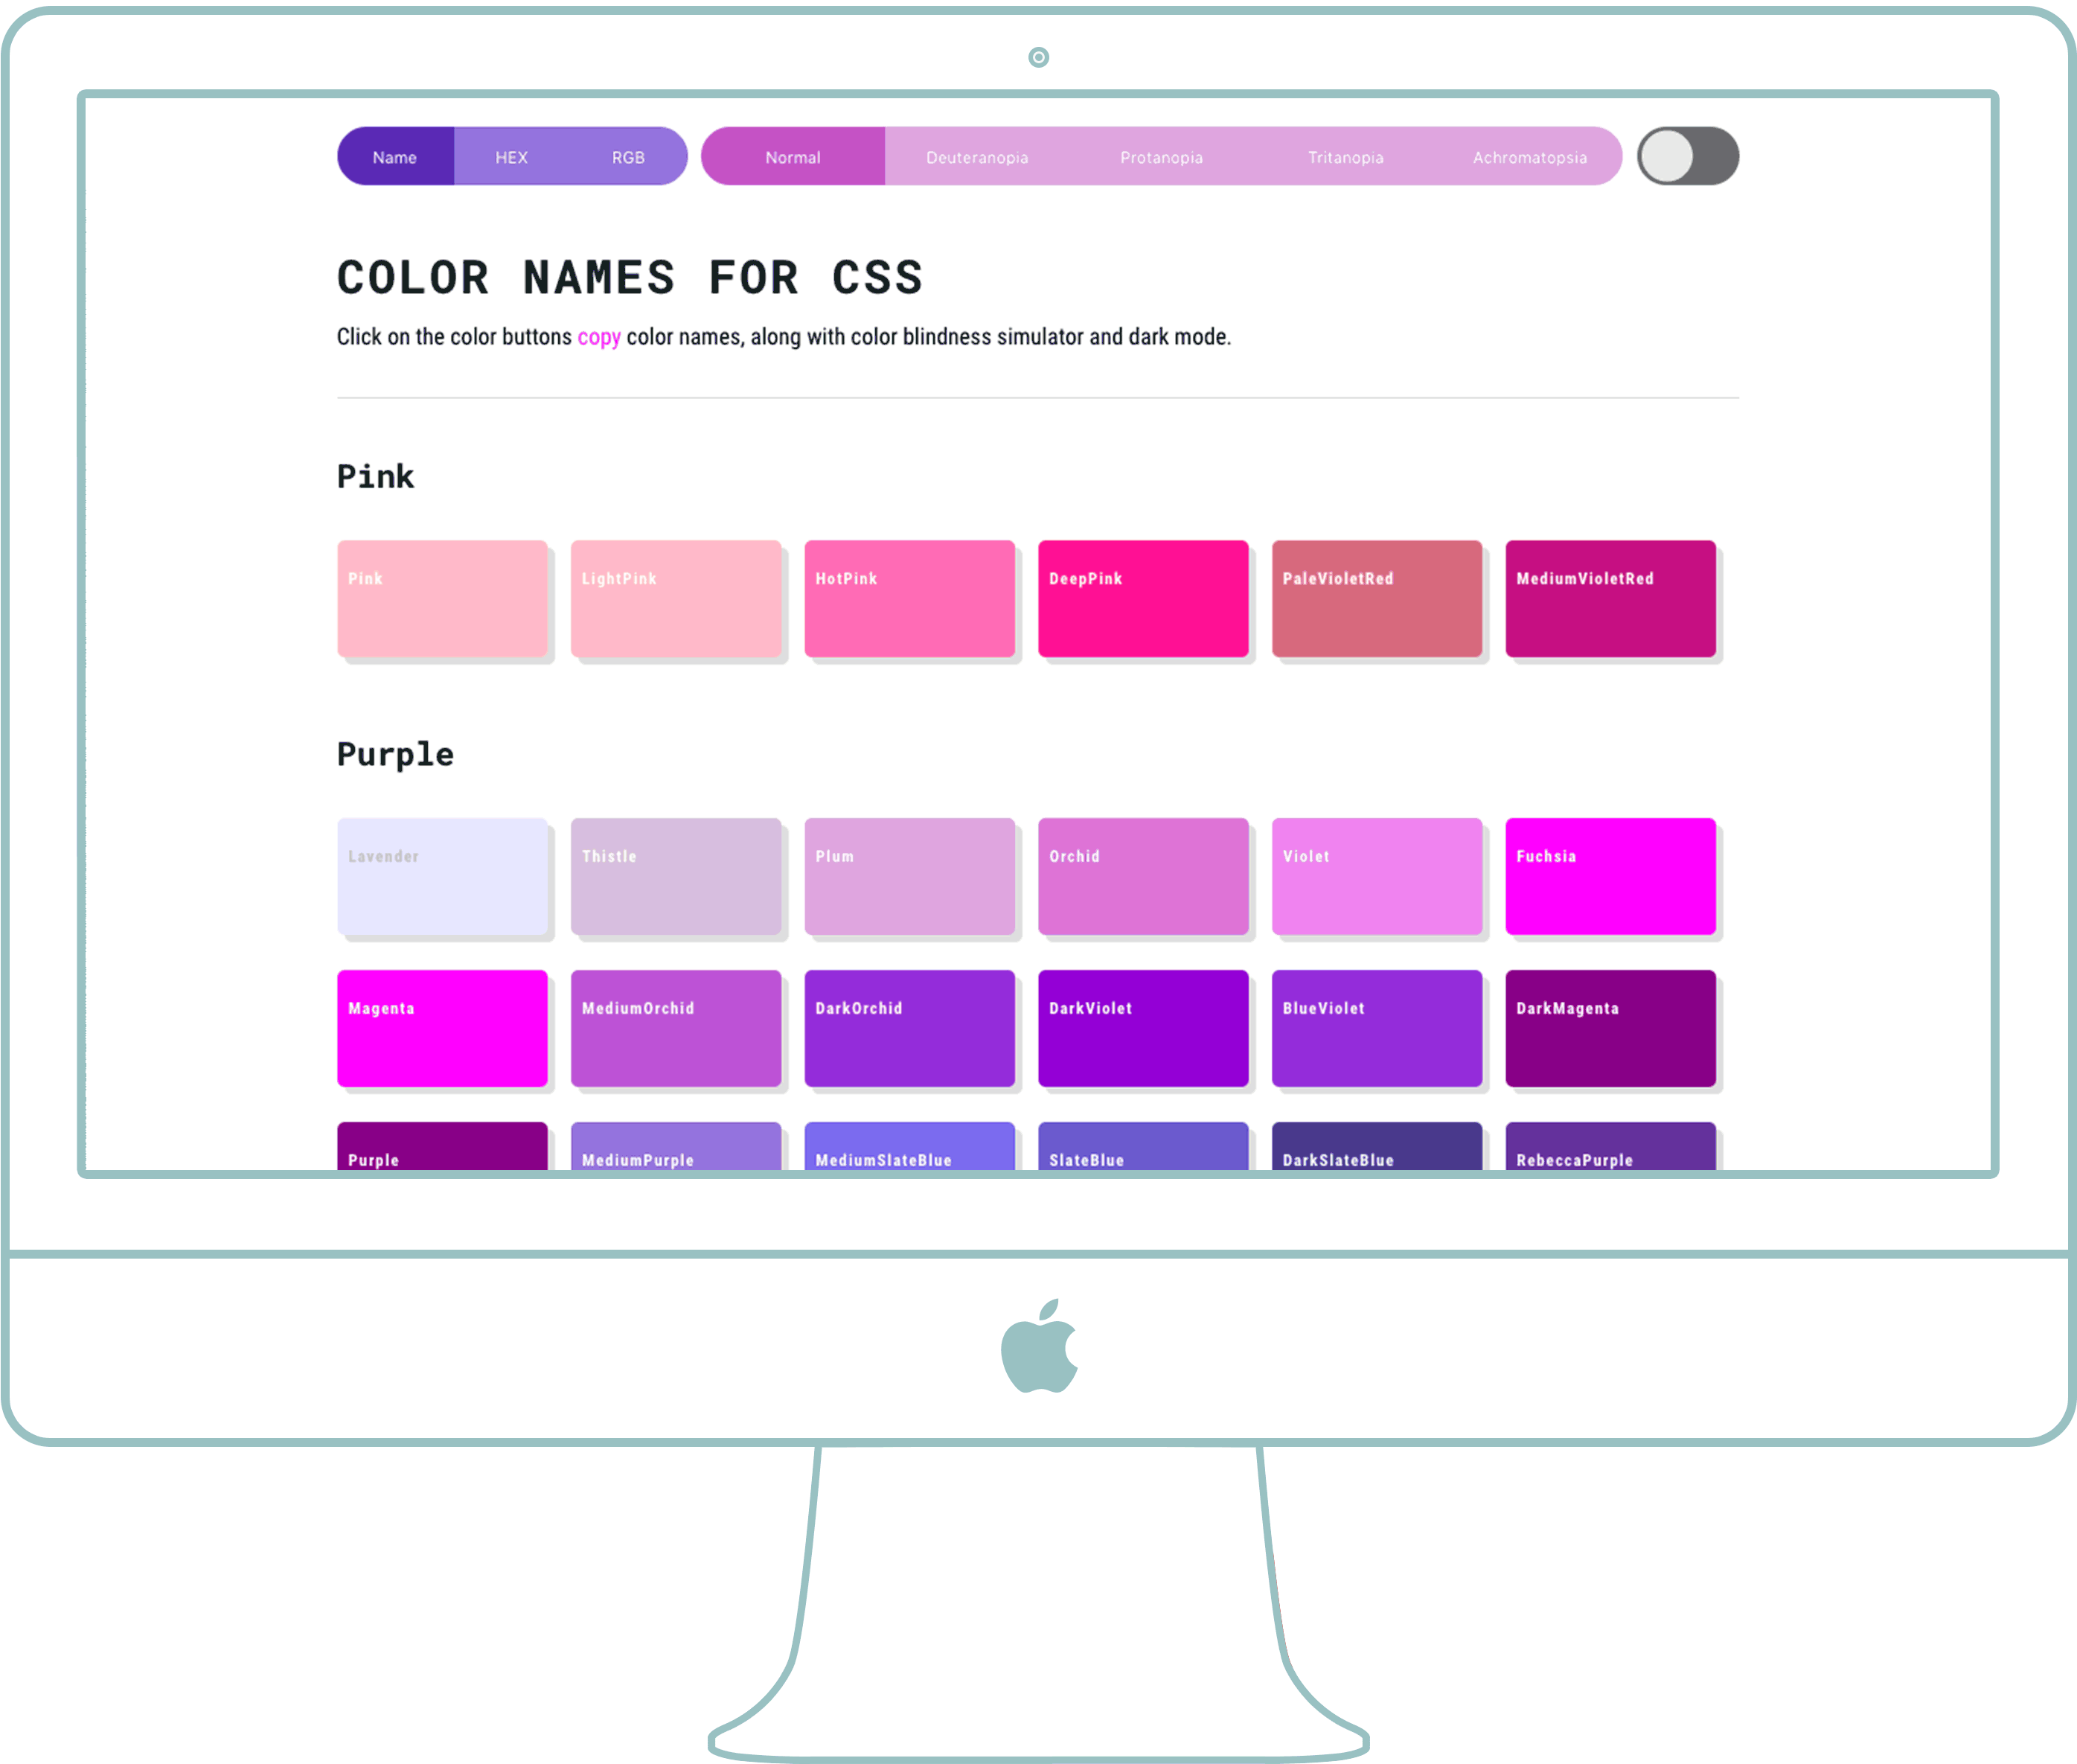 Name HEX RGB Normal Deuteranopia Protanopia Tritanopia Achromatopsia
COLOR NAMES FOR CSS
Click on the color buttons copy color names, along with color blindness simulator and dark mode.
Pink
Pink LightPink HotPink DeepPink PaleVioletRed MediumVioletRed
Purple
Lavender Thistle Plum Orchid Violet Fuchsia
Magenta MediumOrchid DarkOrchid DarkViolet BlueViolet DarkMagenta
Purple MediumPurple MediumSlateBlue SlateBlue DarkSlateBlue RebeccaPurple